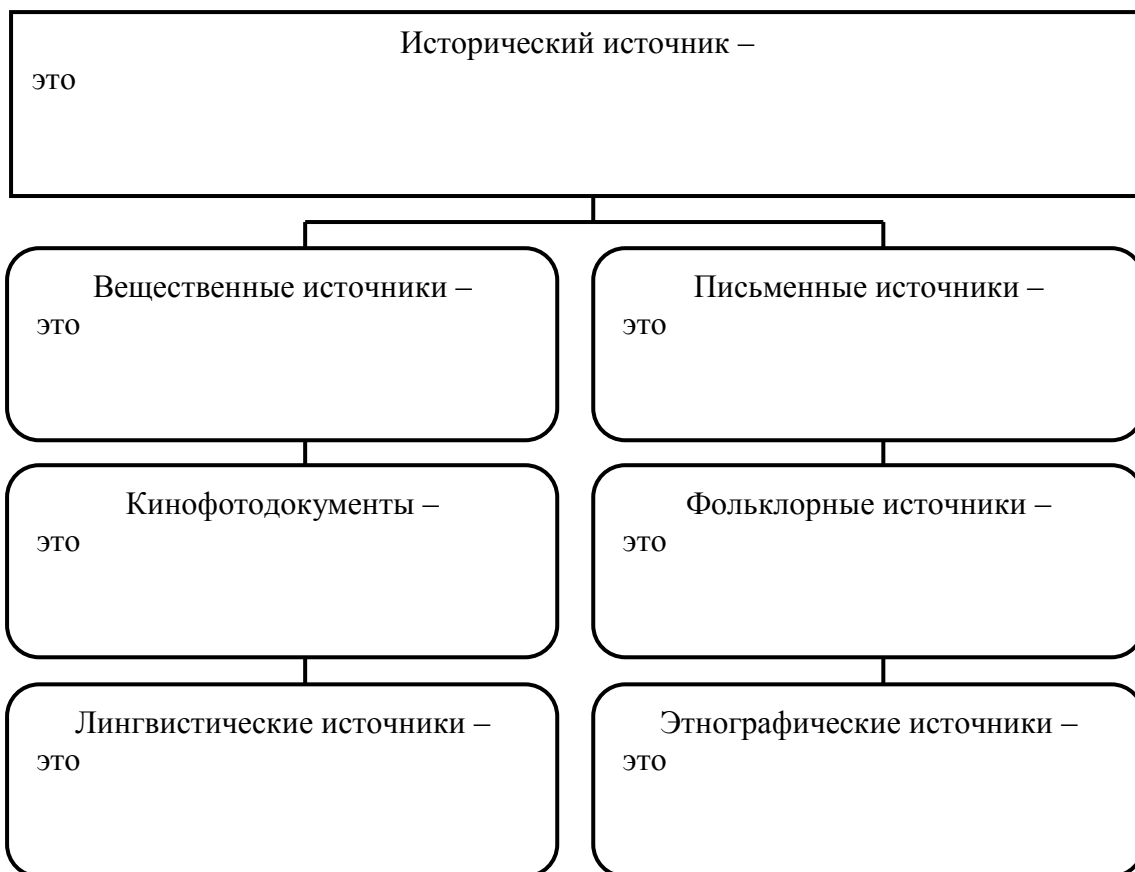 Исторический источник –
это
Вещественные источники –
это
Письменные источники –
это
Кинофотодокументы –
это
Фольклорные источники –
это
Лингвистические источники –
это
Этнографические источники –
это